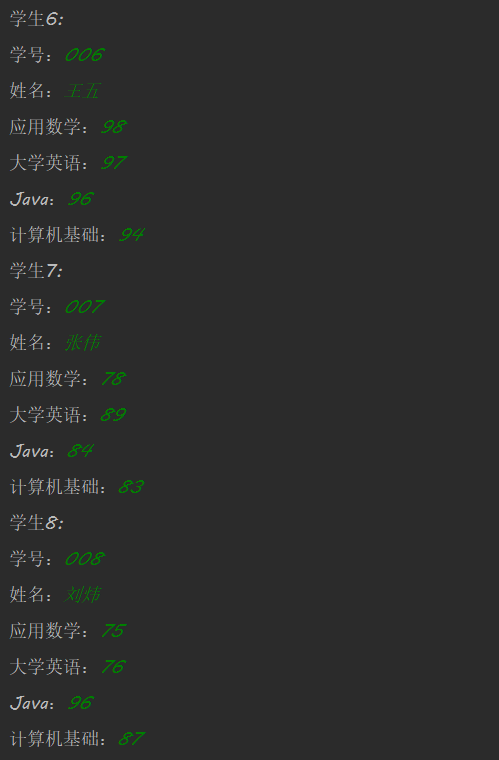 学生6:
学号：006
姓名：王五
应用数学：98
大学英语：97
Java：96
计算机基础：94
学生7:
学号：007
姓名：张伟
应用数学：78
大学英语：89
Java：84
计算机基础：83
学生8:
学号：008
姓名：刘炜
应用数学：75
大学英语：76
Java：96
计算机基础：87